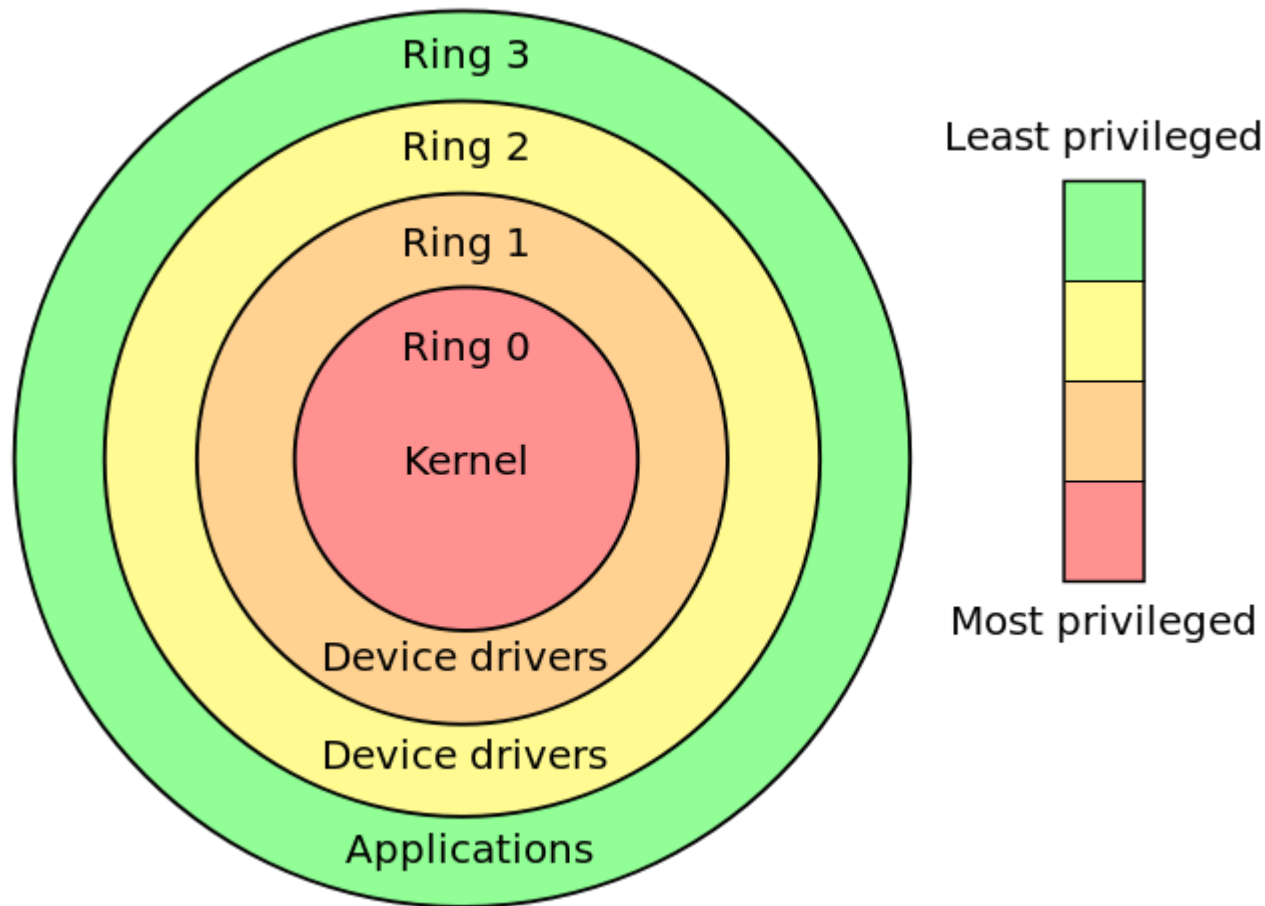 Ring 3
Ring 2
Ring 1
Ring 0
Kernel
Device drivers
Device drivers
Applications
Least privileged
Most privileged